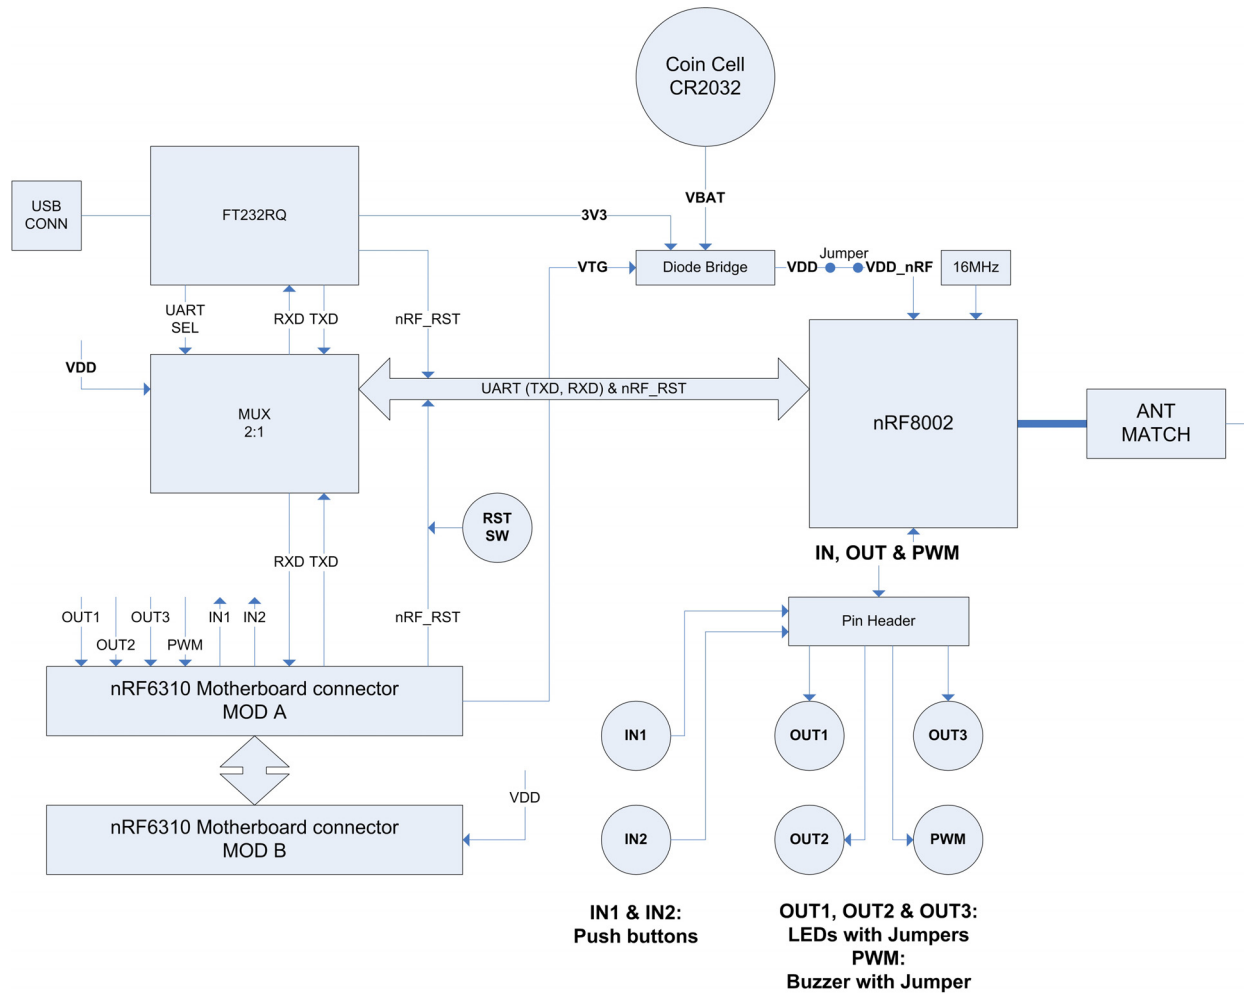 Coin Cell
CR2032
USB
CONN
FT232RQ
3V3
VBAT
VTG
Diode Bridge
VDD
Jumper
VDD_nRF
16MHz
UART
SEL
RXD
TXD
nRF_RST
VDD
MUX
2:1
UART (TXD, RXD) & nRF_RST
nRF8002
ANT
MATCH
RST
SW
RXD
TXD
IN, OUT & PWM
OUT1
OUT2
OUT3
PWM
IN1
IN2
nRF_RST
Pin Header
nRF6310 Motherboard connector
MOD A
IN1
OUT1
OUT3
VDD
nRF6310 Motherboard connector
MOD B
IN2
OUT2
PWM
IN1 & IN2:
Push buttons
OUT1, OUT2 & OUT3:
LEDs with Jumpers
PWM:
Buzzer with Jumper